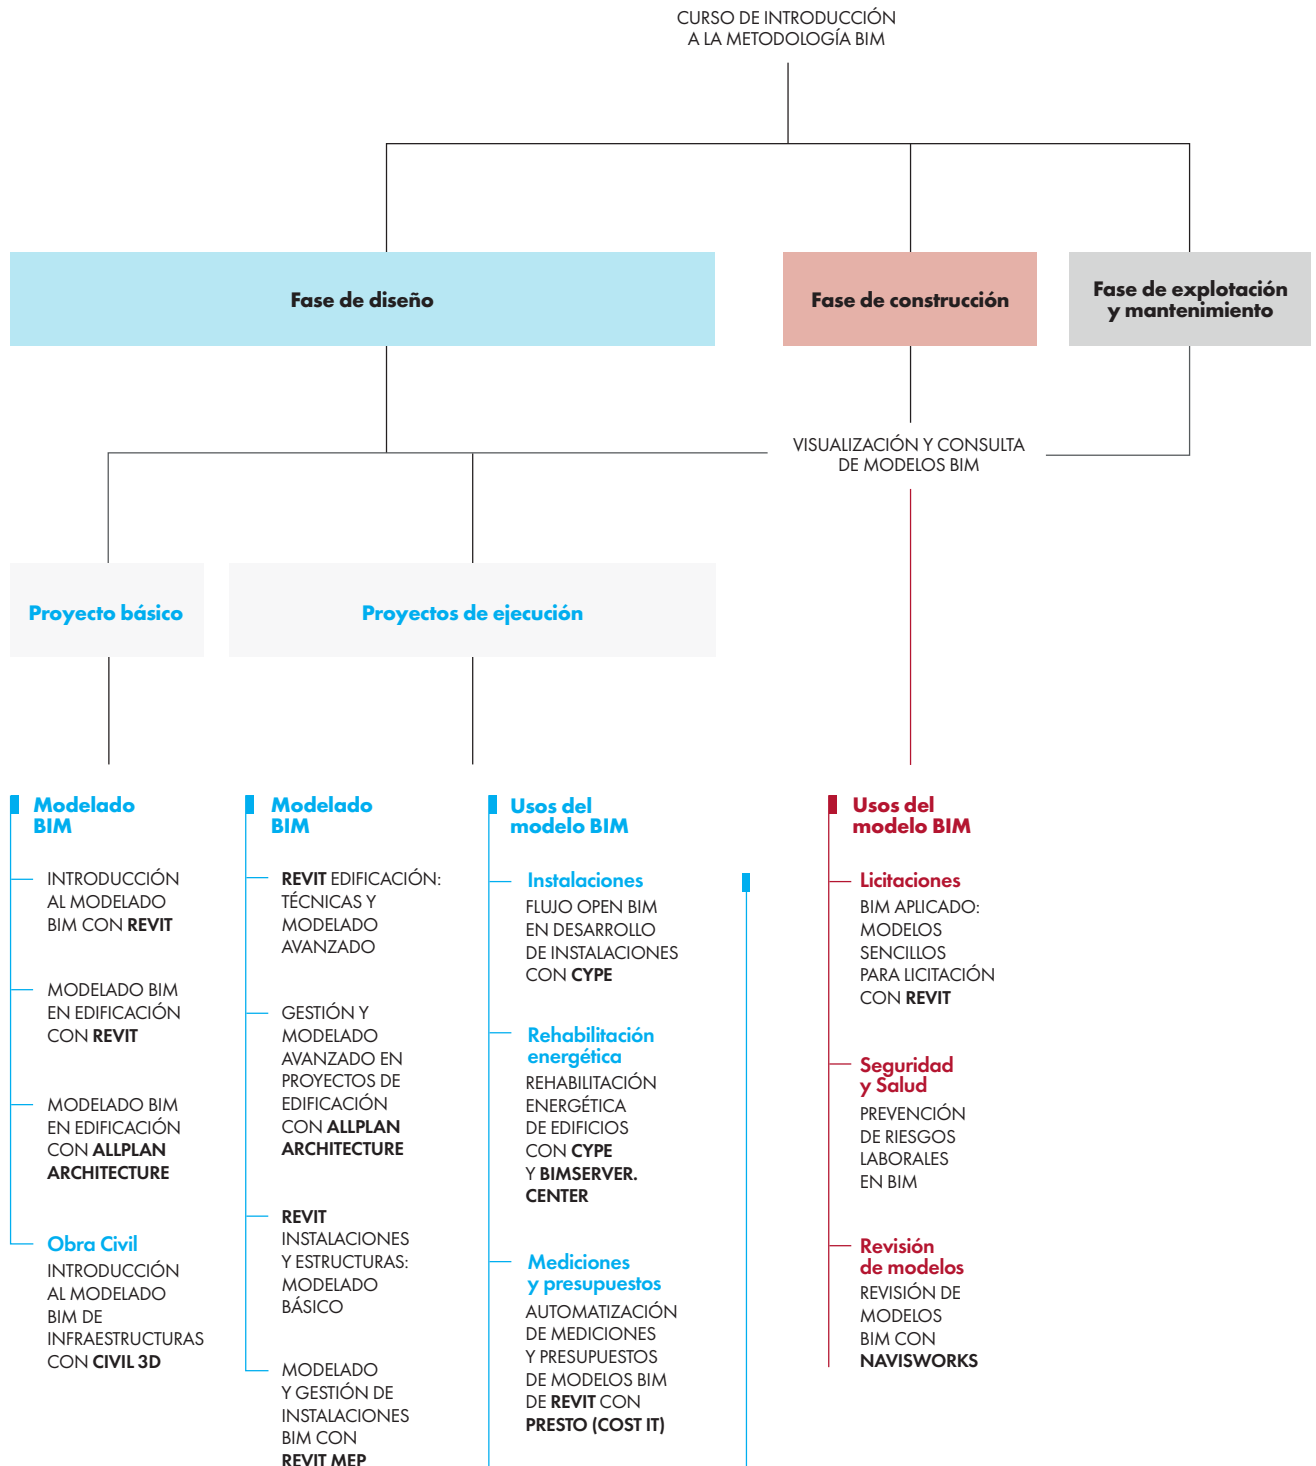 CURSO DE INTRODUCCIÓN
A LA METODOLOGÍA BIM
Fase de diseño
Fase de construcción
Fase de explotación
y mantenimiento
VISUALIZACIÓN Y CONSULTA
DE MODELOS BIM
Proyecto básico
Proyectos de ejecución
Modelado
BIM
INTRODUCCIÓN
AL MODELADO
BIM CON REVIT
MODELADO BIM
EN EDIFICACIÓN
CON REVIT
MODELADO BIM
EN EDIFICACIÓN
CON ALLPLAN
ARCHITECTURE
Obra Civil
INTRODUCCIÓN
AL MODELADO
BIM DE
INFRAESTRUCTURAS
CON CIVIL 3D
Modelado
BIM
REVIT EDIFICACIÓN:
TÉCNICAS Y
MODELADO
AVANZADO
GESTIÓN Y
MODELADO
AVANZADO EN
PROYECTOS DE
EDIFICACIÓN
CON ALLPLAN
ARCHITECTURE
REVIT
INSTALACIONES
Y ESTRUCTURAS:
MODELADO
BÁSICO
MODELADO
Y GESTIÓN DE
INSTALACIONES
BIM CON
REVIT MEP
Usos del
modelo BIM
Instalaciones
FLUJO OPEN BIM
EN DESARROLLO
DE INSTALACIONES
CON CYPE
Rehabilitación
energética
REHABILITACIÓN
ENERGÉTICA
DE EDIFICIOS
CON CYPE
Y BIMSERVER.
CENTER
Mediciones
y presupuestos
AUTOMATIZACIÓN
DE MEDICIONES
Y PRESUPUESTOS
DE MODELOS BIM
DE REVIT CON
PRESTO (COST IT)
Usos del
modelo BIM
Licitaciones
BIM APLICADO:
MODELOS
SENCILLOS
PARA LICITACIÓN
CON REVIT
Seguridad
y Salud
PREVENCIÓN
DE RIESGOS
LABORALES
EN BIM
Revisión
de modelos
REVISIÓN DE
MODELOS
BIM CON
NAVISWORKS